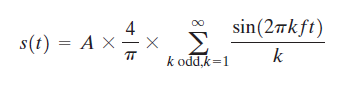 s(t) = A × 4/π × ∞∑k odd,k=1 sin(2πkft)/k